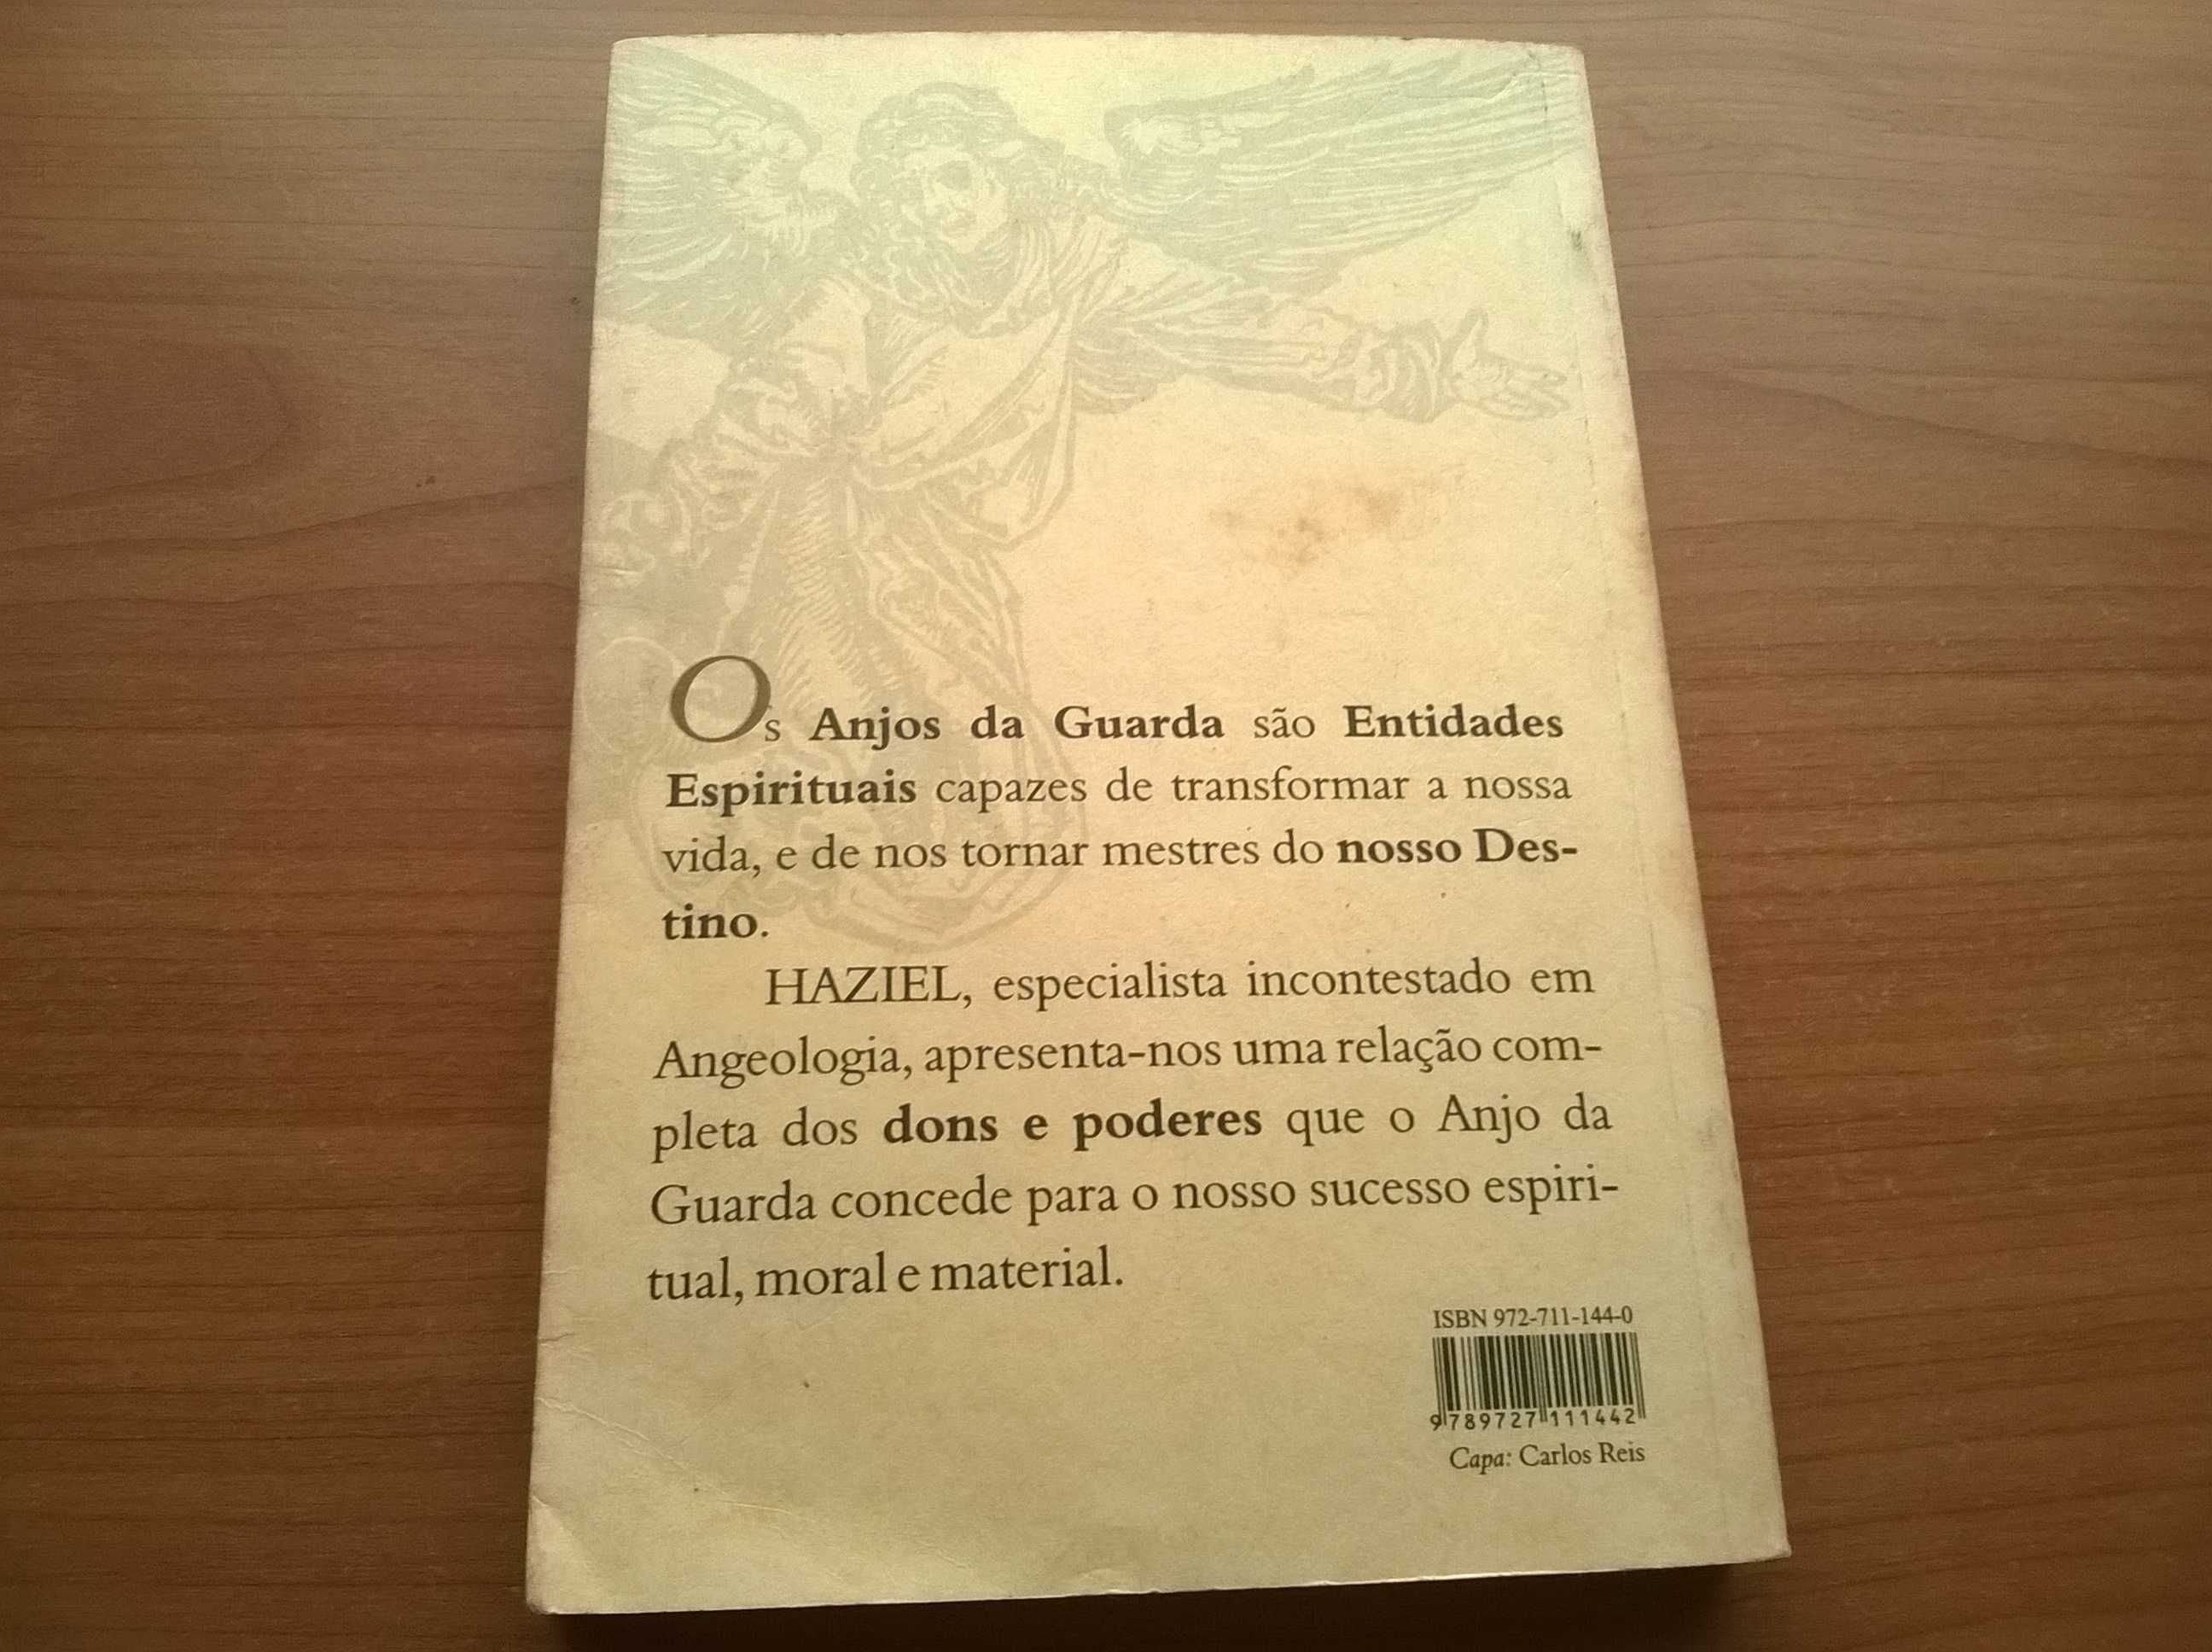 Os Anjos da Guarda são Entidades
Espirituais capazes de transformar a nossa
vida, e de nos tornar mestres do nosso Des-
tino.
HAZIEL, especialista incontestado em
Angeologia, apresenta-nos uma relação com-
pleta dos dons e poderes que o Anjo da
Guarda concede para o nosso sucesso espiri-
tual, moral e material.
ISBN 972-711-144-0
9789727111442
Capa: Carlos Reis